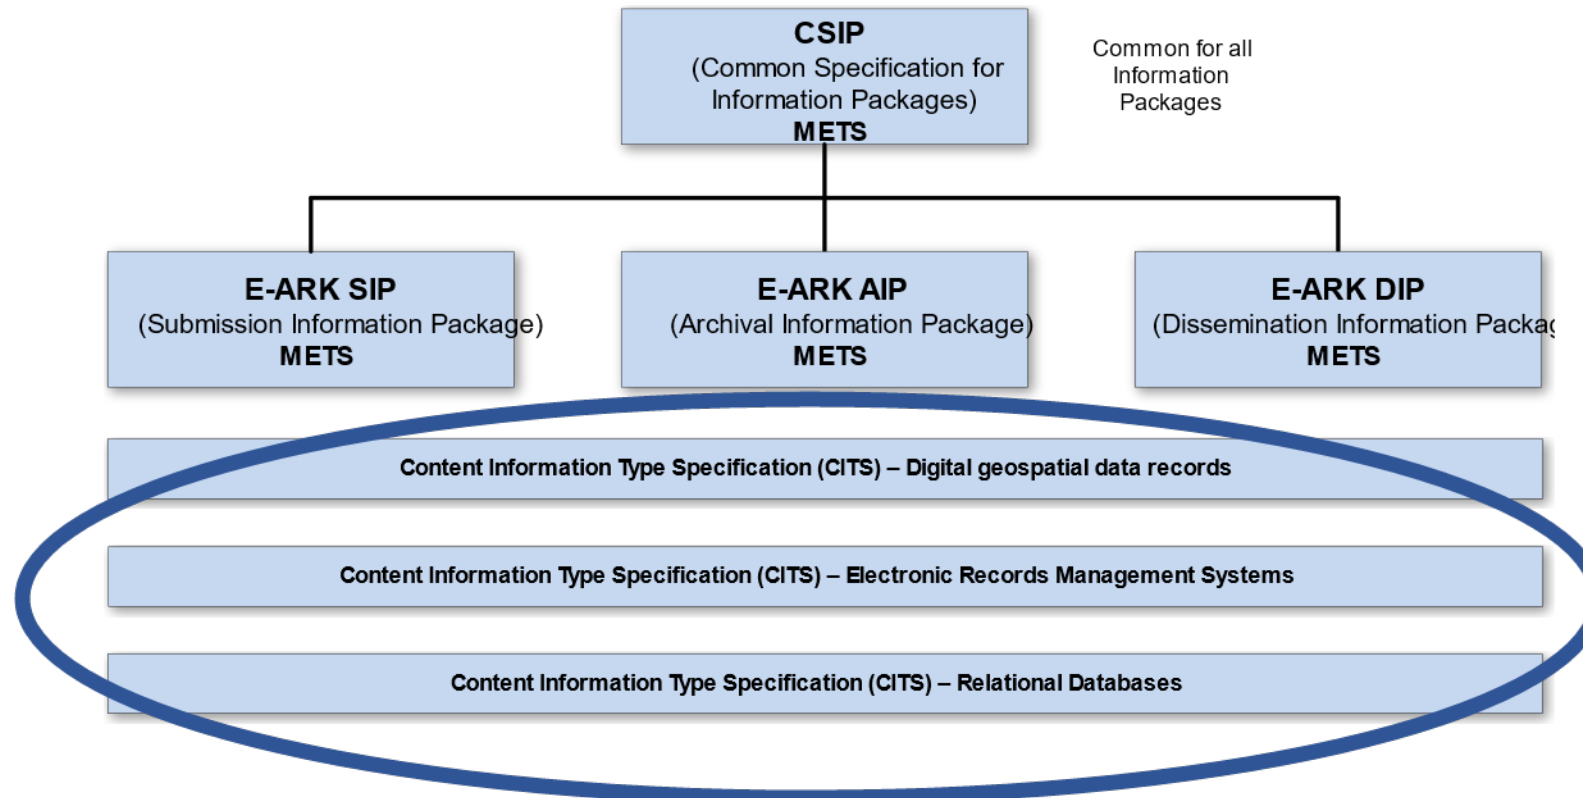 CSIP
(Common Specification for
Information Packages)
METS
Common for all
Information
Packages
E-ARK SIP
(Submission Information Package)
METS
E-ARK AIP
(Archival Information Package)
METS
E-ARK DIP
(Dissemination Information Packag
METS
Content Information Type Specification (CITS) – Digital geospatial data records
Content Information Type Specification (CITS) – Electronic Records Management Systems
Content Information Type Specification (CITS) – Relational Databases